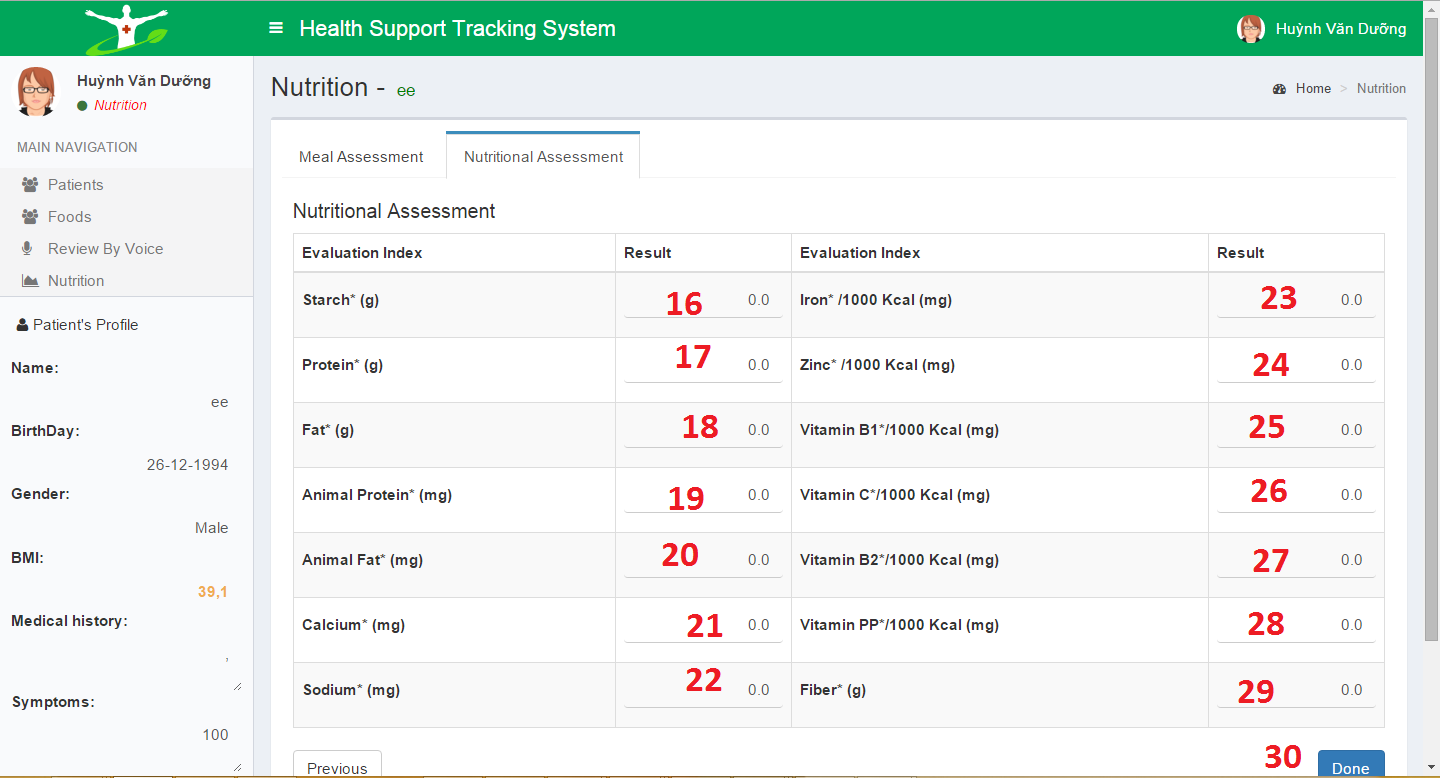 Health Support Tracking System
Huỳnh Văn Dưỡng
Huỳnh Văn Dưỡng
Nutrition
MAIN NAVIGATION
Patients
Foods
Review By Voice
Nutrition
Patient's Profile
Name:
ee
BirthDay:
26-12-1994
Gender:
Male
BMI:
39,1
Medical history:
,
Symptoms:
100
Nutrition - ee
Home > Nutrition
Meal Assessment Nutritional Assessment
Nutritional Assessment
Evaluation Index Result Evaluation Index Result
Starch* (g) 16 0.0 Iron* /1000 Kcal (mg) 23 0.0
Protein* (g) 17 0.0 Zinc* /1000 Kcal (mg) 24 0.0
Fat* (g) 18 0.0 Vitamin B1*/1000 Kcal (mg) 25 0.0
Animal Protein* (mg) 19 0.0 Vitamin C*/1000 Kcal (mg) 26 0.0
Animal Fat* (mg) 20 0.0 Vitamin B2*/1000 Kcal (mg) 27 0.0
Calcium* (mg) 21 0.0 Vitamin PP*/1000 Kcal (mg) 28 0.0
Sodium* (mg) 22 0.0 Fiber* (g) 29 0.0
Previous 30 Done